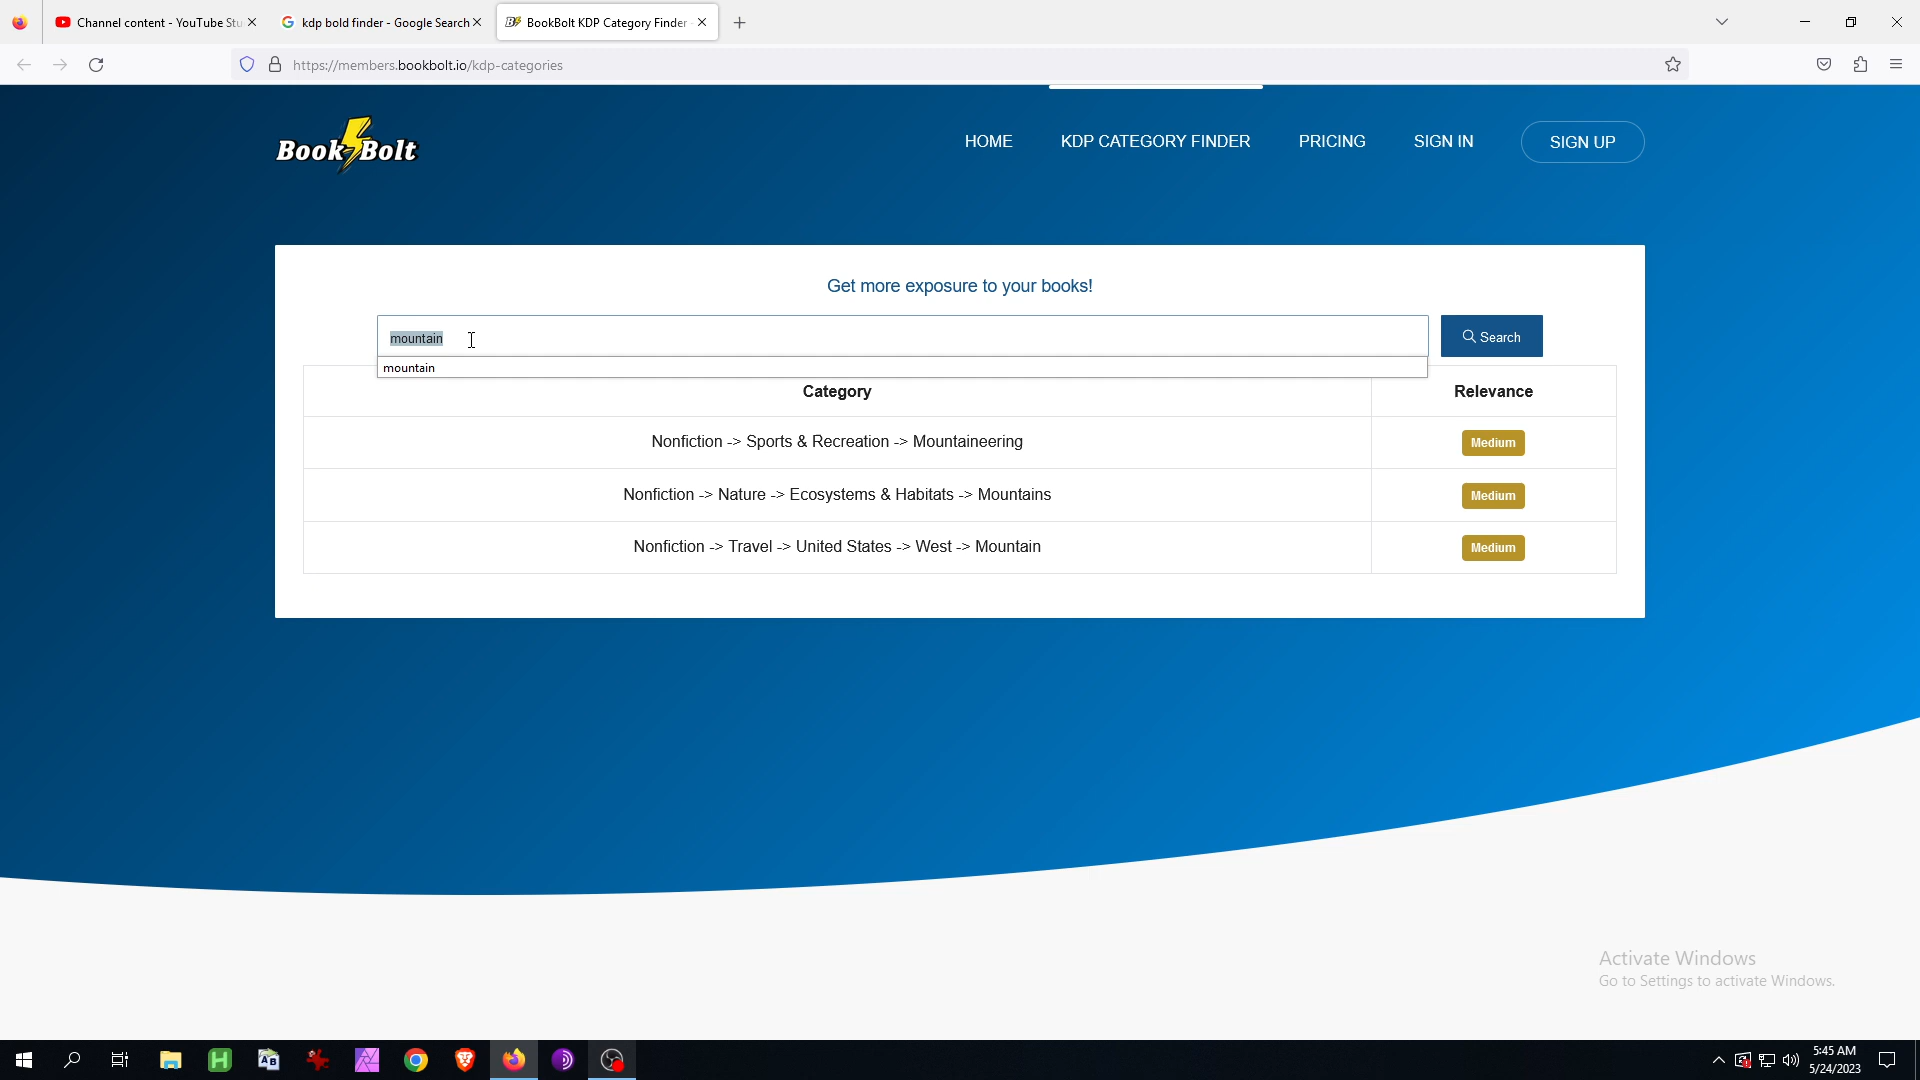 Channel content - YouTube Stu
kdp bold finder - Google Search
BookBolt KDP Category Finder -
https://members.bookbolt.io/kdp-categories
Book Bolt
HOME
KDP CATEGORY FINDER
PRICING
SIGN IN
SIGN UP
Get more exposure to your books!
mountain
Search
mountain
Category
Relevance
Nonfiction -> Sports & Recreation -> Mountaineering
Medium
Nonfiction -> Nature -> Ecosystems & Habitats -> Mountains
Medium
Nonfiction -> Travel -> United States -> West -> Mountain
Medium
Activate Windows
Go to Settings to activate Windows.
5:45 AM
5/24/2023